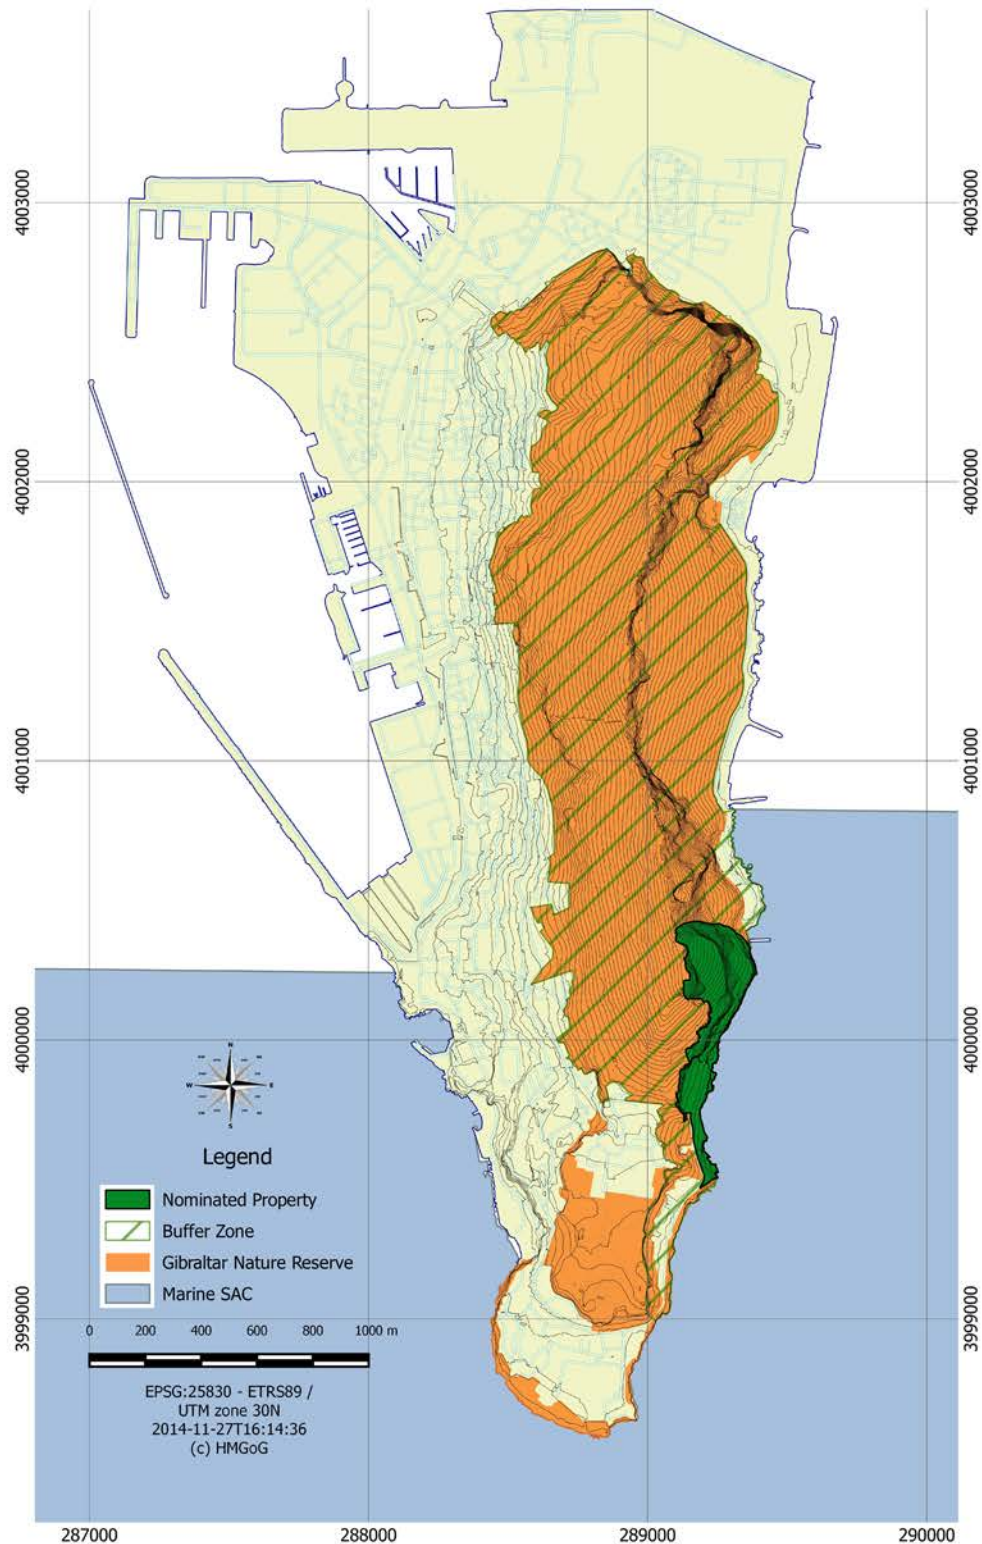 4003000
4003000
4002000
4002000
4001000
4001000
4000000
4000000
N
W
E
S
Legend
Nominated Property
Buffer Zone
Gibraltar Nature Reserve
Marine SAC
3999000
3999000
0 200 400 600 800 1000 m
EPSG:25830 - ETRS89 /
UTM zone 30N
2014-11-27T16:14:36
(c) HMGoG
287000 288000 289000 290000